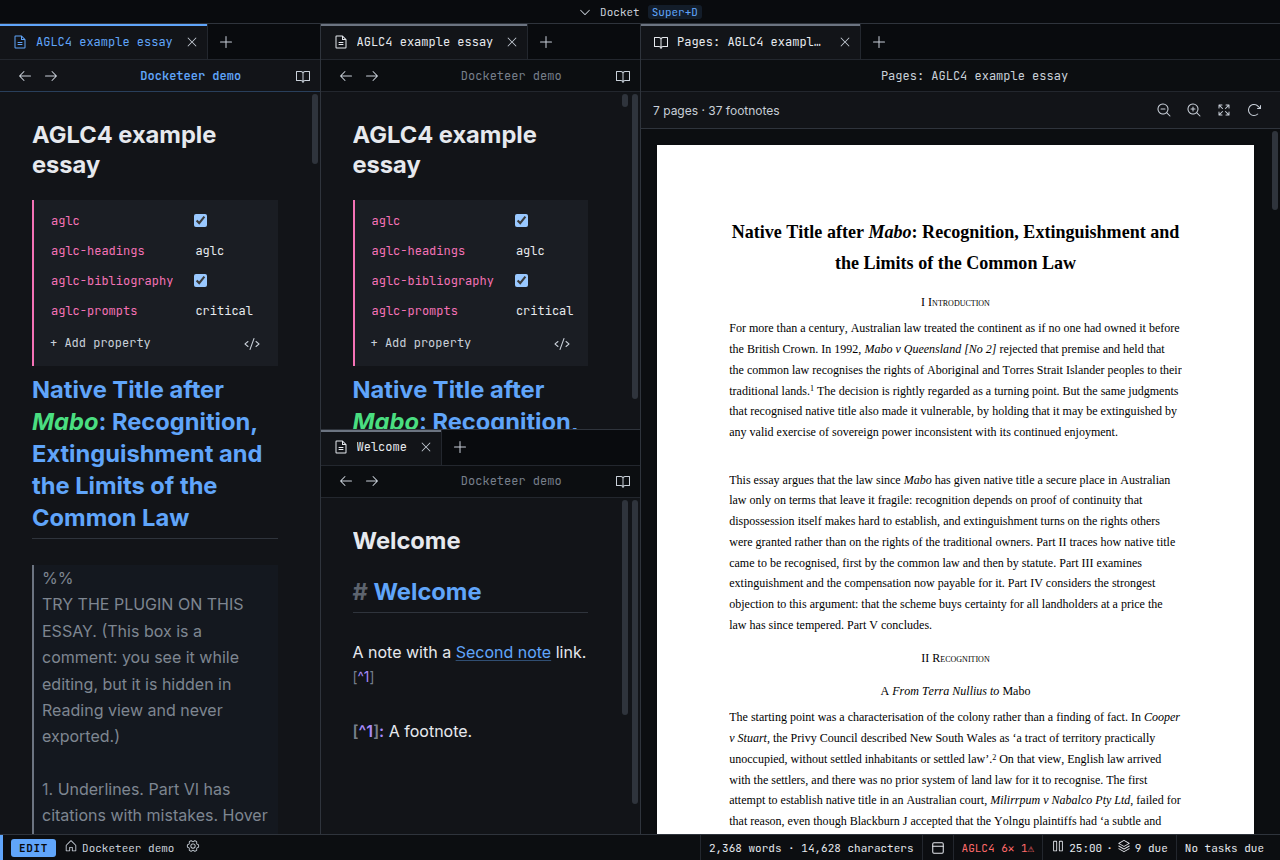 Docket Super+D
AGLC4 example essay
Docketeer demo
AGLC4 example
essay
aglc
aglc-headings aglc
aglc-bibliography
aglc-prompts critical
+ Add property </>
Native Title after
Mabo: Recognition,
Extinguishment and
the Limits of the
Common Law
%%
TRY THE PLUGIN ON THIS
ESSAY. (This box is a
comment: you see it while
editing, but it is hidden in
Reading view and never
exported.)
1. Underlines. Part VI has
citations with mistakes. Hover
AGLC4 example essay
Docketeer demo
AGLC4 example
essay
aglc
aglc-headings aglc
aglc-bibliography
aglc-prompts critical
+ Add property </>
Native Title after
Mabo: Recognition,
Welcome
Docketeer demo
Welcome
# Welcome
A note with a Second note link.
[^1]
[^1]: A footnote.
Pages: AGLC4 exampl…
Pages: AGLC4 example essay
7 pages · 37 footnotes
Native Title after Mabo: Recognition, Extinguishment and
the Limits of the Common Law
I Introduction
For more than a century, Australian law treated the continent as if no one had owned it before
the British Crown. In 1992, Mabo v Queensland [No 2] rejected that premise and held that
the common law recognises the rights of Aboriginal and Torres Strait Islander peoples to their
traditional lands.1 The decision is rightly regarded as a turning point. But the same judgments
that recognised native title also made it vulnerable, by holding that it may be extinguished by
any valid exercise of sovereign power inconsistent with its continued enjoyment.
This essay argues that the law since Mabo has given native title a secure place in Australian
law only on terms that leave it fragile: recognition depends on proof of continuity that
dispossession itself makes hard to establish, and extinguishment turns on the rights others
were granted rather than on the rights of the traditional owners. Part II traces how native title
came to be recognised, first by the common law and then by statute. Part III examines
extinguishment and the compensation now payable for it. Part IV considers the strongest
objection to this argument: that the scheme buys certainty for all landholders at a price the
law has since tempered. Part V concludes.
II Recognition
A From Terra Nullius to Mabo
The starting point was a characterisation of the colony rather than a finding of fact. In Cooper
v Stuart, the Privy Council described New South Wales as ‘a tract of territory practically
unoccupied, without settled inhabitants or settled law’.2 On that view, English law arrived
with the settlers, and there was no prior system of land law for it to recognise. The first
attempt to establish native title in an Australian court, Milirrpum v Nabalco Pty Ltd, failed for
that reason, even though Blackburn J accepted that the Yolngu plaintiffs had ‘a subtle and
EDIT Docketeer demo 2,368 words · 14,628 characters AGLC4 6× 1⚠ 25:00 · 9 due No tasks due